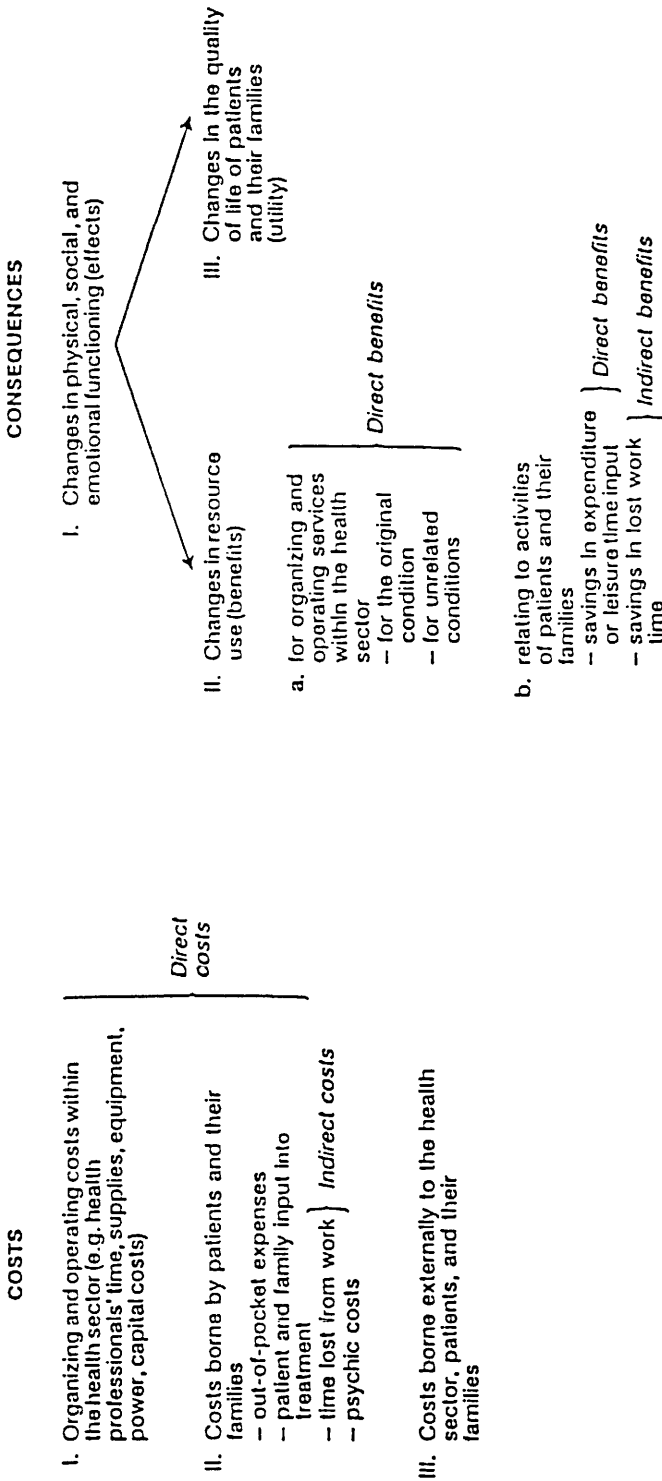 COSTS
I. Organizing and operating costs within
the health sector (e.g. health
professionals' time, supplies, equipment,
power, capital costs)
Direct
costs
II. Costs borne by patients and their
families
– out-of-pocket expenses
– patient and family input into
treatment
– time lost from work } Indirect costs
– psychic costs
III. Costs borne externally to the health
sector, patients, and their
families
CONSEQUENCES
I. Changes in physical, social, and
emotional functioning (effects)
II. Changes in resource
use (benefits)
a. for organizing and
operating services
within the health
sector
– for the original
condition
– for unrelated
conditions
Direct benefits
b. relating to activities
of patients and their
families
– savings in expenditure
or leisure time input
} Direct benefits
– savings in lost work
time
} Indirect benefits
III. Changes in the quality
of life of patients
and their families
(utility)